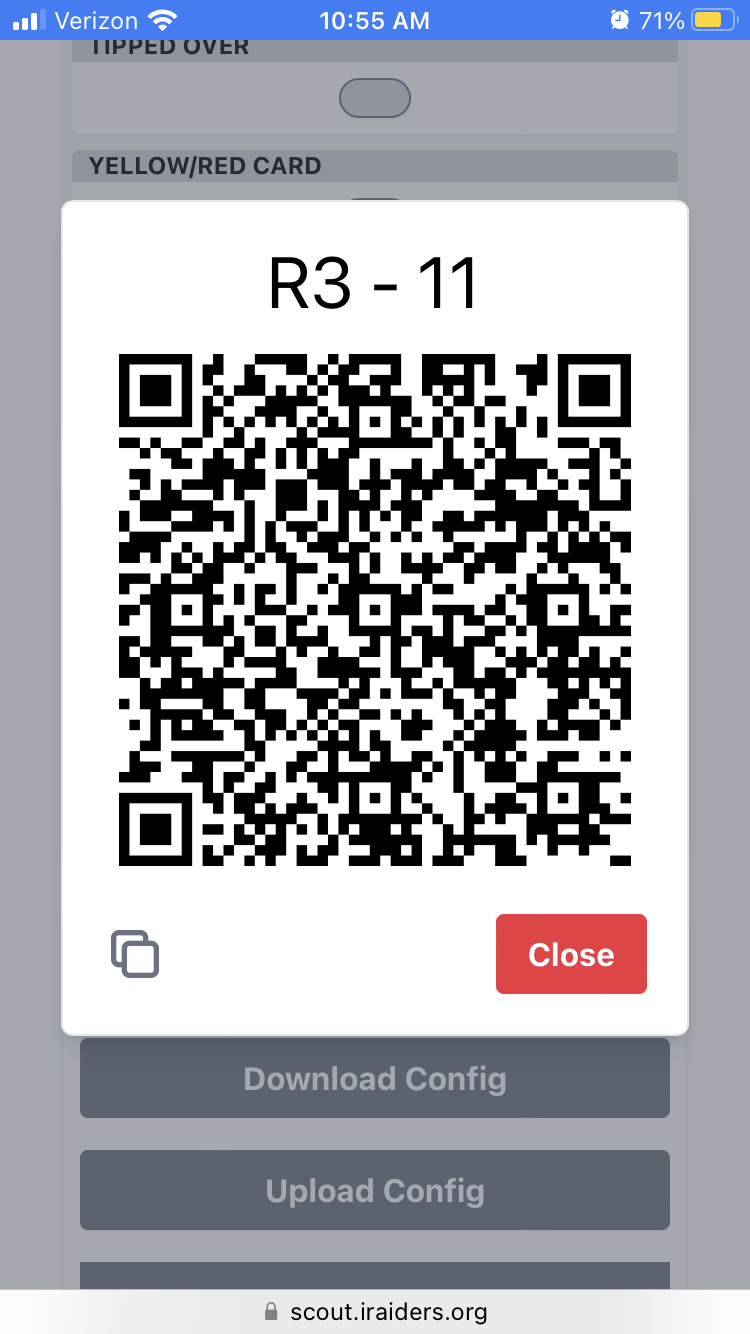 Verizon 10:55 AM 71%
TIPPED OVER
YELLOW/RED CARD
R3 - 11
Close
Download Config
Upload Config
scout.iraiders.org